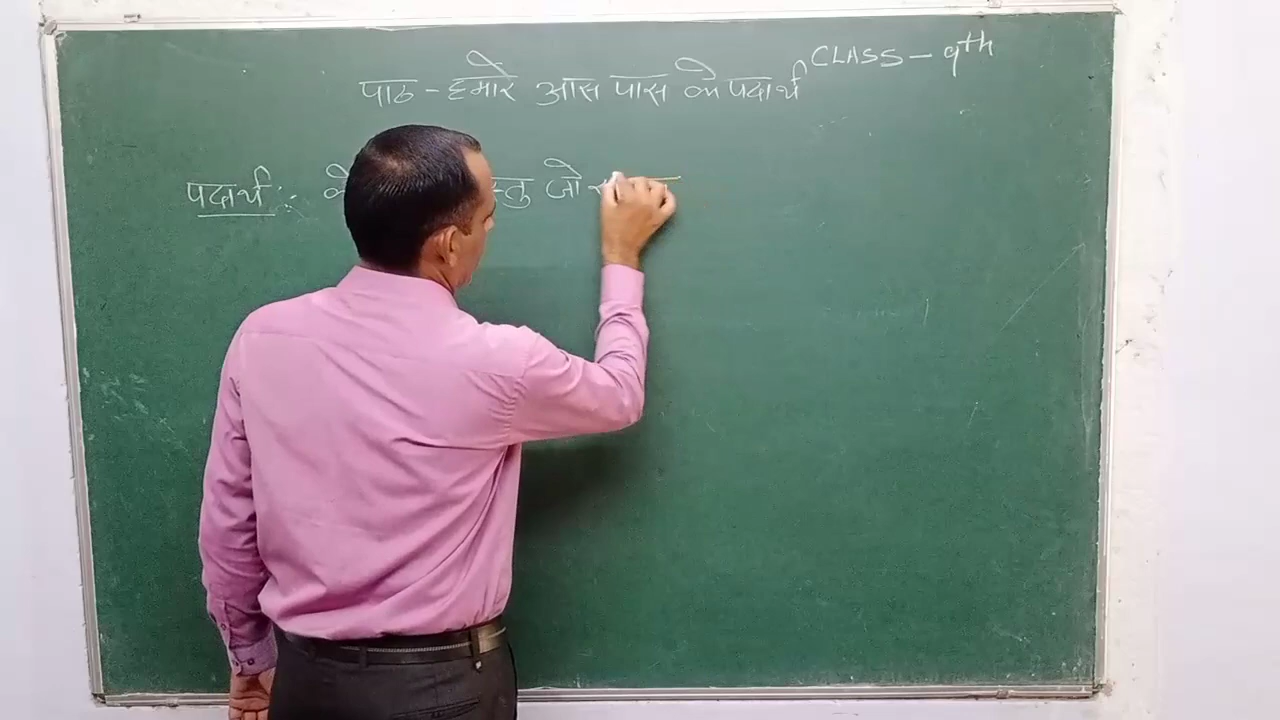 CLASS - 9th
पाठ - हमारे आस पास के पदार्थ
पदार्थ :- जो